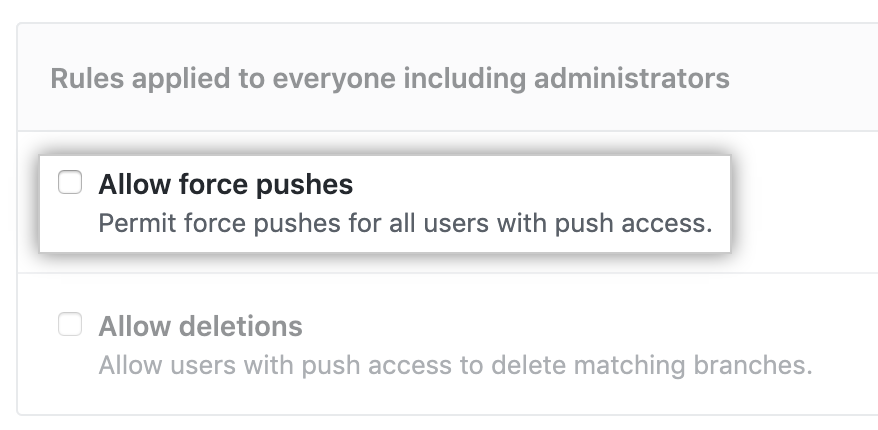 Rules applied to everyone including administrators
Allow force pushes
Permit force pushes for all users with push access.
Allow deletions
Allow users with push access to delete matching branches.